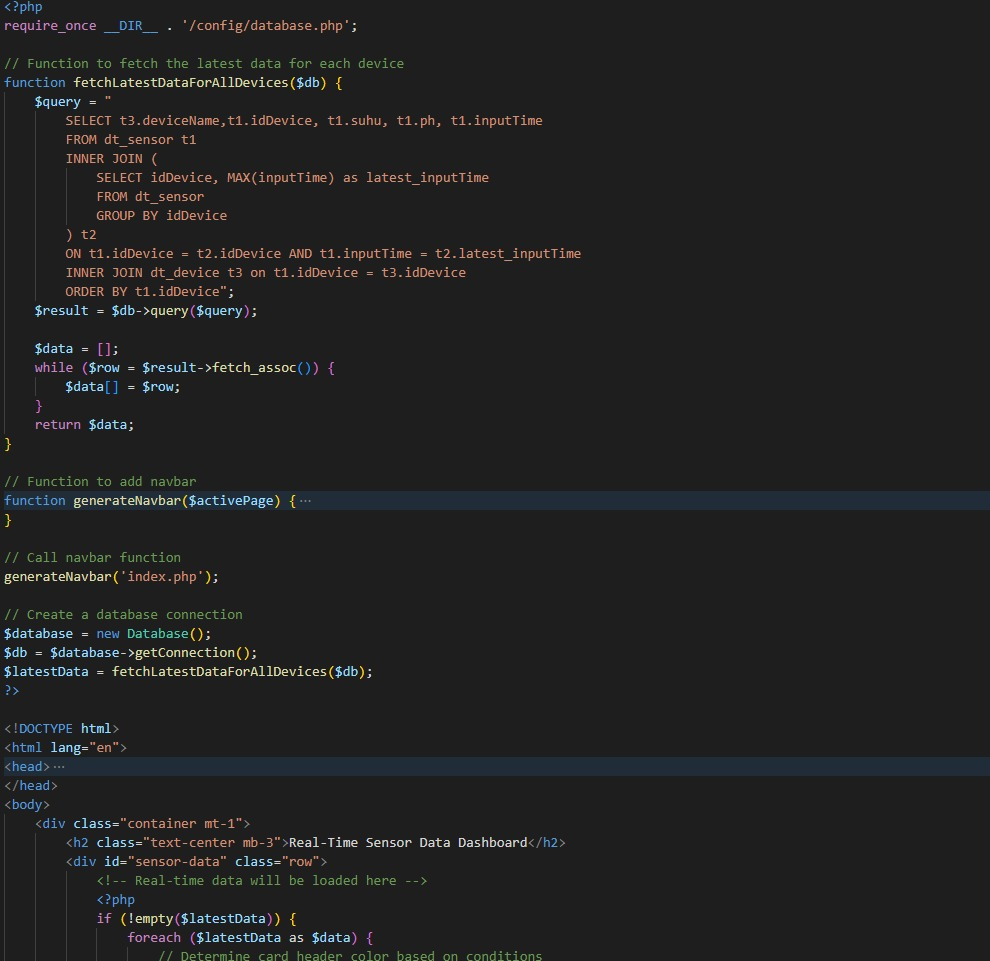 <?php
require_once __DIR__ . '/config/database.php';
// Function to fetch the latest data for each device
function fetchLatestDataForAllDevices($db) {
    $query = "
        SELECT t3.deviceName,t1.idDevice, t1.suhu, t1.ph, t1.inputTime
        FROM dt_sensor t1
        INNER JOIN (
            SELECT idDevice, MAX(inputTime) as latest_inputTime
            FROM dt_sensor
            GROUP BY idDevice
        ) t2
        ON t1.idDevice = t2.idDevice AND t1.inputTime = t2.latest_inputTime
        INNER JOIN dt_device t3 on t1.idDevice = t3.idDevice
        ORDER BY t1.idDevice";
    $result = $db->query($query);
    $data = [];
    while ($row = $result->fetch_assoc()) {
        $data[] = $row;
    }
    return $data;
}
// Function to add navbar
function generateNavbar($activePage) { ···
}
// Call navbar function
generateNavbar('index.php');
// Create a database connection
$database = new Database();
$db = $database->getConnection();
$latestData = fetchLatestDataForAllDevices($db);
?>
<!DOCTYPE html>
<html lang="en">
<head> ···
</head>
<body>
    <div class="container mt-1">
        <h2 class="text-center mb-3">Real-Time Sensor Data Dashboard</h2>
        <div id="sensor-data" class="row">
            <!-- Real-time data will be loaded here -->
            <?php
            if (!empty($latestData)) {
                foreach ($latestData as $data) {
                    // Determine card header color based on conditions